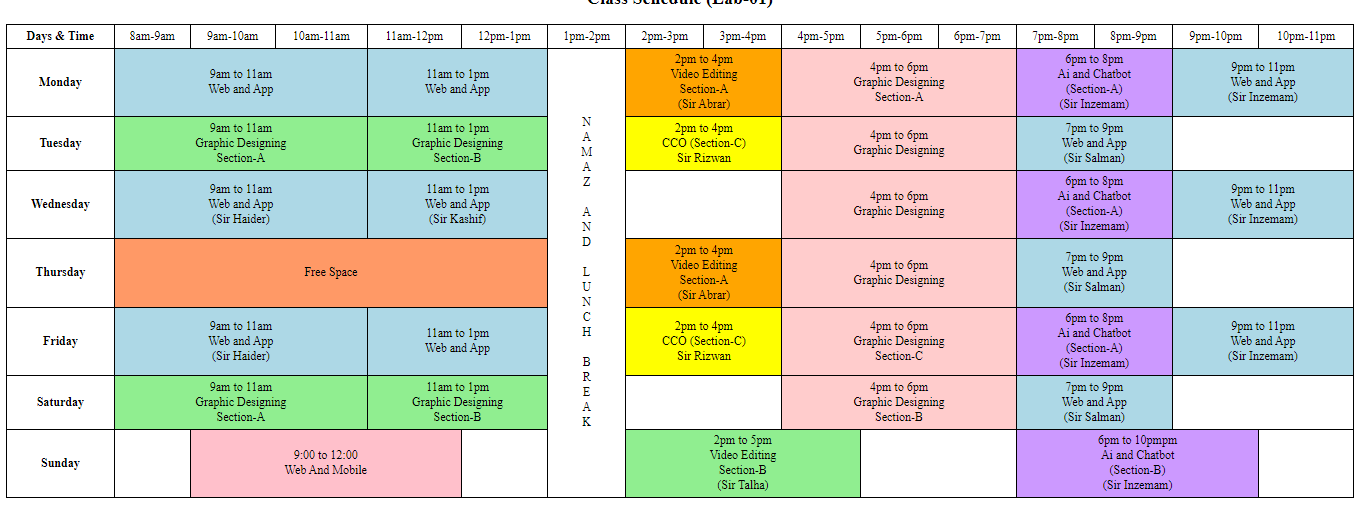 Class Schedule (Lab-01)
Days & Time 8am-9am 9am-10am 10am-11am 11am-12pm 12pm-1pm 1pm-2pm 2pm-3pm 3pm-4pm 4pm-5pm 5pm-6pm 6pm-7pm 7pm-8pm 8pm-9pm 9pm-10pm 10pm-11pm
Monday
9am to 11am
Web and App
11am to 1pm
Web and App
NAMAZ AND LUNCH BREAK
2pm to 4pm
Video Editing
Section-A
(Sir Abrar)
4pm to 6pm
Graphic Designing
Section-A
6pm to 8pm
Ai and Chatbot
(Section-A)
(Sir Inzemam)
9pm to 11pm
Web and App
(Sir Inzemam)
Tuesday
9am to 11am
Graphic Designing
Section-A
11am to 1pm
Graphic Designing
Section-B
2pm to 4pm
CCO (Section-C)
Sir Rizwan
4pm to 6pm
Graphic Designing
7pm to 9pm
Web and App
(Sir Salman)
Wednesday
9am to 11am
Web and App
(Sir Haider)
11am to 1pm
Web and App
(Sir Kashif)
4pm to 6pm
Graphic Designing
6pm to 8pm
Ai and Chatbot
(Section-A)
(Sir Inzemam)
9pm to 11pm
Web and App
(Sir Inzemam)
Thursday
Free Space
2pm to 4pm
Video Editing
Section-A
(Sir Abrar)
4pm to 6pm
Graphic Designing
7pm to 9pm
Web and App
(Sir Salman)
Friday
9am to 11am
Web and App
(Sir Haider)
11am to 1pm
Web and App
2pm to 4pm
CCO (Section-C)
Sir Rizwan
4pm to 6pm
Graphic Designing
Section-C
6pm to 8pm
Ai and Chatbot
(Section-A)
(Sir Inzemam)
9pm to 11pm
Web and App
(Sir Inzemam)
Saturday
9am to 11am
Graphic Designing
Section-A
11am to 1pm
Graphic Designing
Section-B
4pm to 6pm
Graphic Designing
Section-B
7pm to 9pm
Web and App
(Sir Salman)
Sunday
9:00 to 12:00
Web And Mobile
2pm to 5pm
Video Editing
Section-B
(Sir Talha)
6pm to 10pmpm
Ai and Chatbot
(Section-B)
(Sir Inzemam)